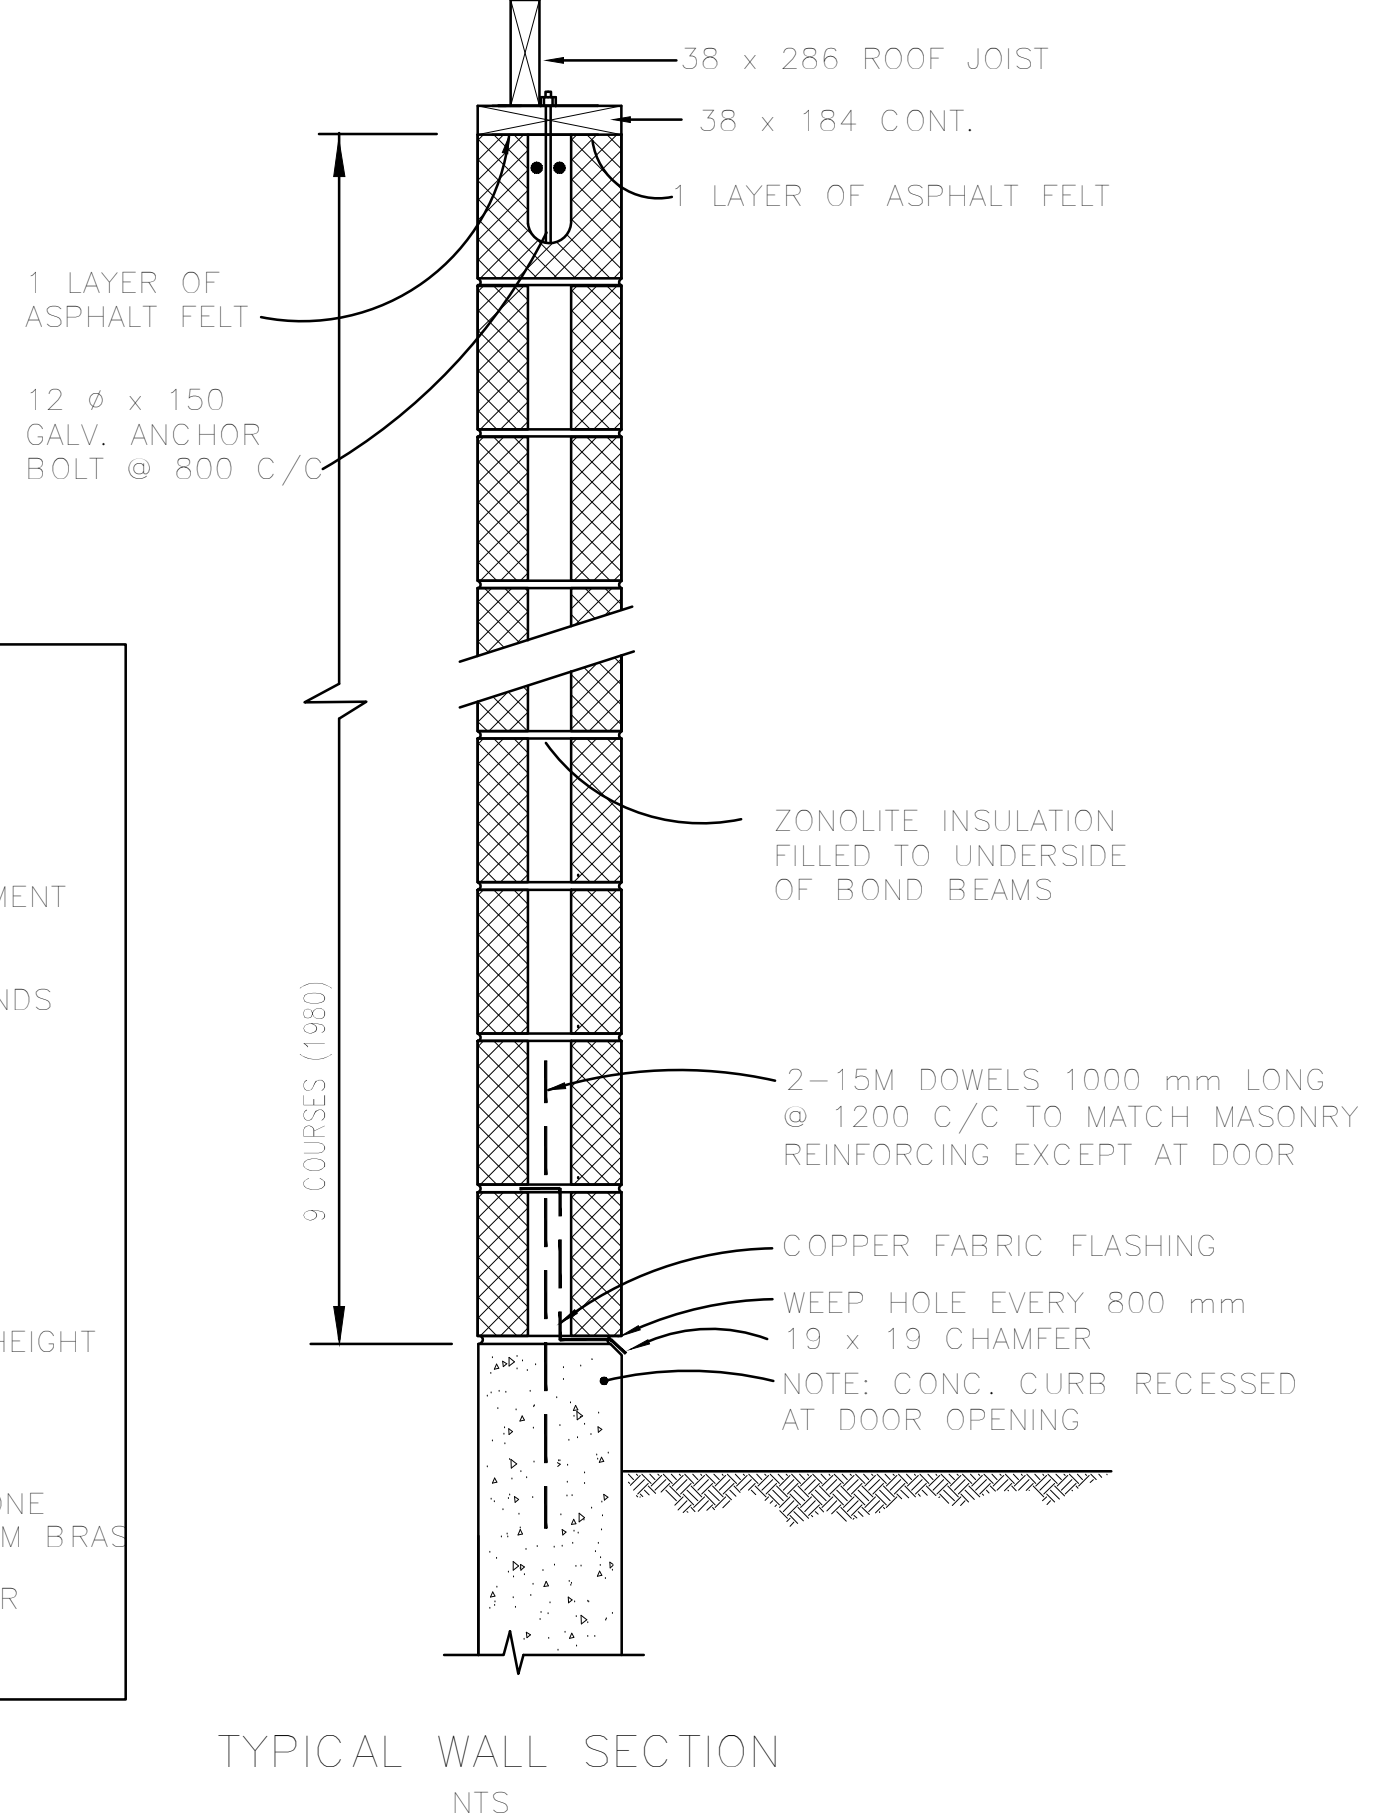 38 x 286 ROOF JOIST
38 x 184 CONT.
1 LAYER OF ASPHALT FELT
1 LAYER OF
ASPHALT FELT
12 ø x 150
GALV. ANCHOR
BOLT @ 800 C/C
ZONOLITE INSULATION
FILLED TO UNDERSIDE
OF BOND BEAMS
9 COURSES (1980)
2-15M DOWELS 1000 mm LONG
@ 1200 C/C TO MATCH MASONRY
REINFORCING EXCEPT AT DOOR
COPPER FABRIC FLASHING
WEEP HOLE EVERY 800 mm
19 x 19 CHAMFER
NOTE: CONC. CURB RECESSED
AT DOOR OPENING
MENT
NDS
HEIGHT
ONE
M BRAS
R
TYPICAL WALL SECTION
NTS